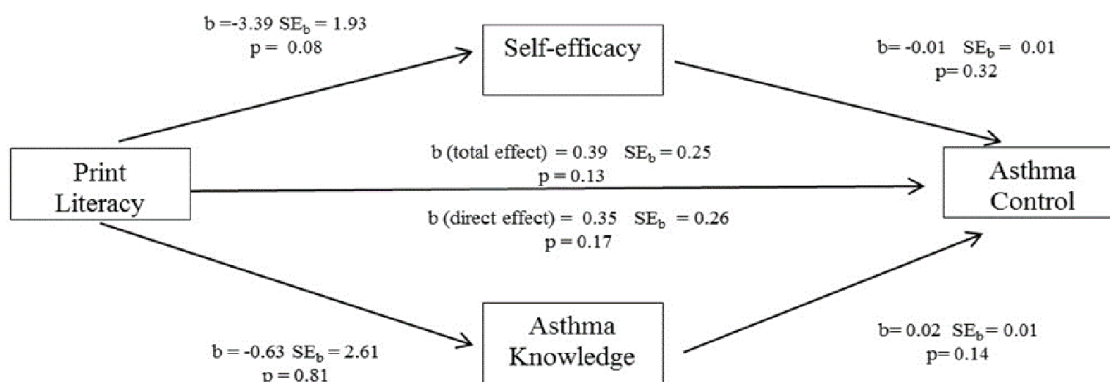 b =-3.39 SEb = 1.93
p = 0.08
Self-efficacy
b= -0.01 SEb = 0.01
p= 0.32
Print
Literacy
b (total effect) = 0.39 SEb = 0.25
p = 0.13
b (direct effect) = 0.35 SEb = 0.26
p = 0.17
Asthma
Control
b = -0.63 SEb = 2.61
p = 0.81
Asthma
Knowledge
b= 0.02 SEb = 0.01
p= 0.14